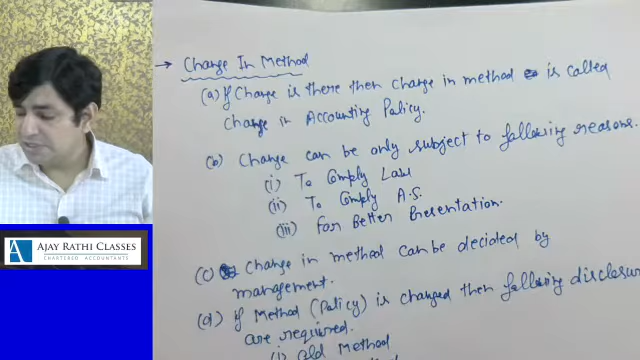 → Change In Method
(a) If Change is there then Change in method is called
Change in Accounting Policy.
(b) Change can be only subject to following reasons.
(i) To Comply Law
(ii) To Comply A.S.
(iii) For Better Presentation.
(c) Change in method can be decided by
management.
(d) if Method (Policy) is changed then following disclosur
are required.
(i) old Method
A
AJAY RATHI CLASSES
CHARTERED ACCOUNTANTS